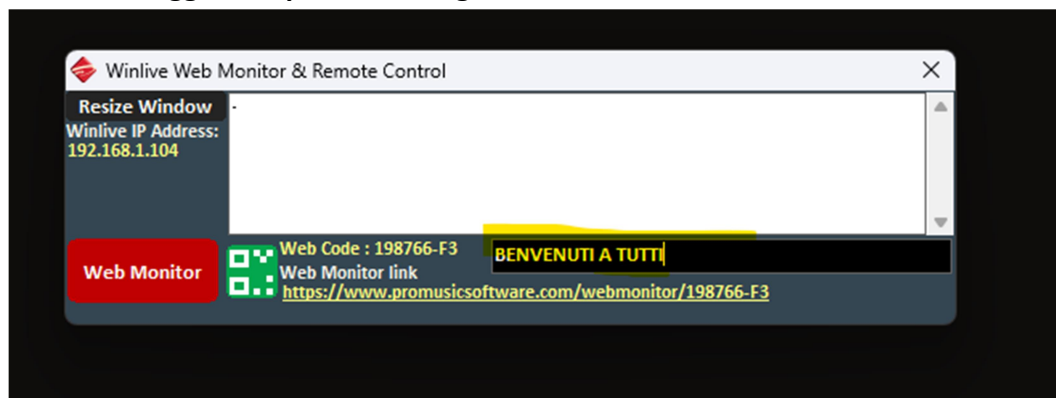 Winlive Web Monitor & Remote Control
Resize Window
-
Winlive IP Address:
192.168.1.104
Web Code : 198766-F3
BENVENUTI A TUTTI
Web Monitor
Web Monitor link
https://www.promusicsoftware.com/webmonitor/198766-F3